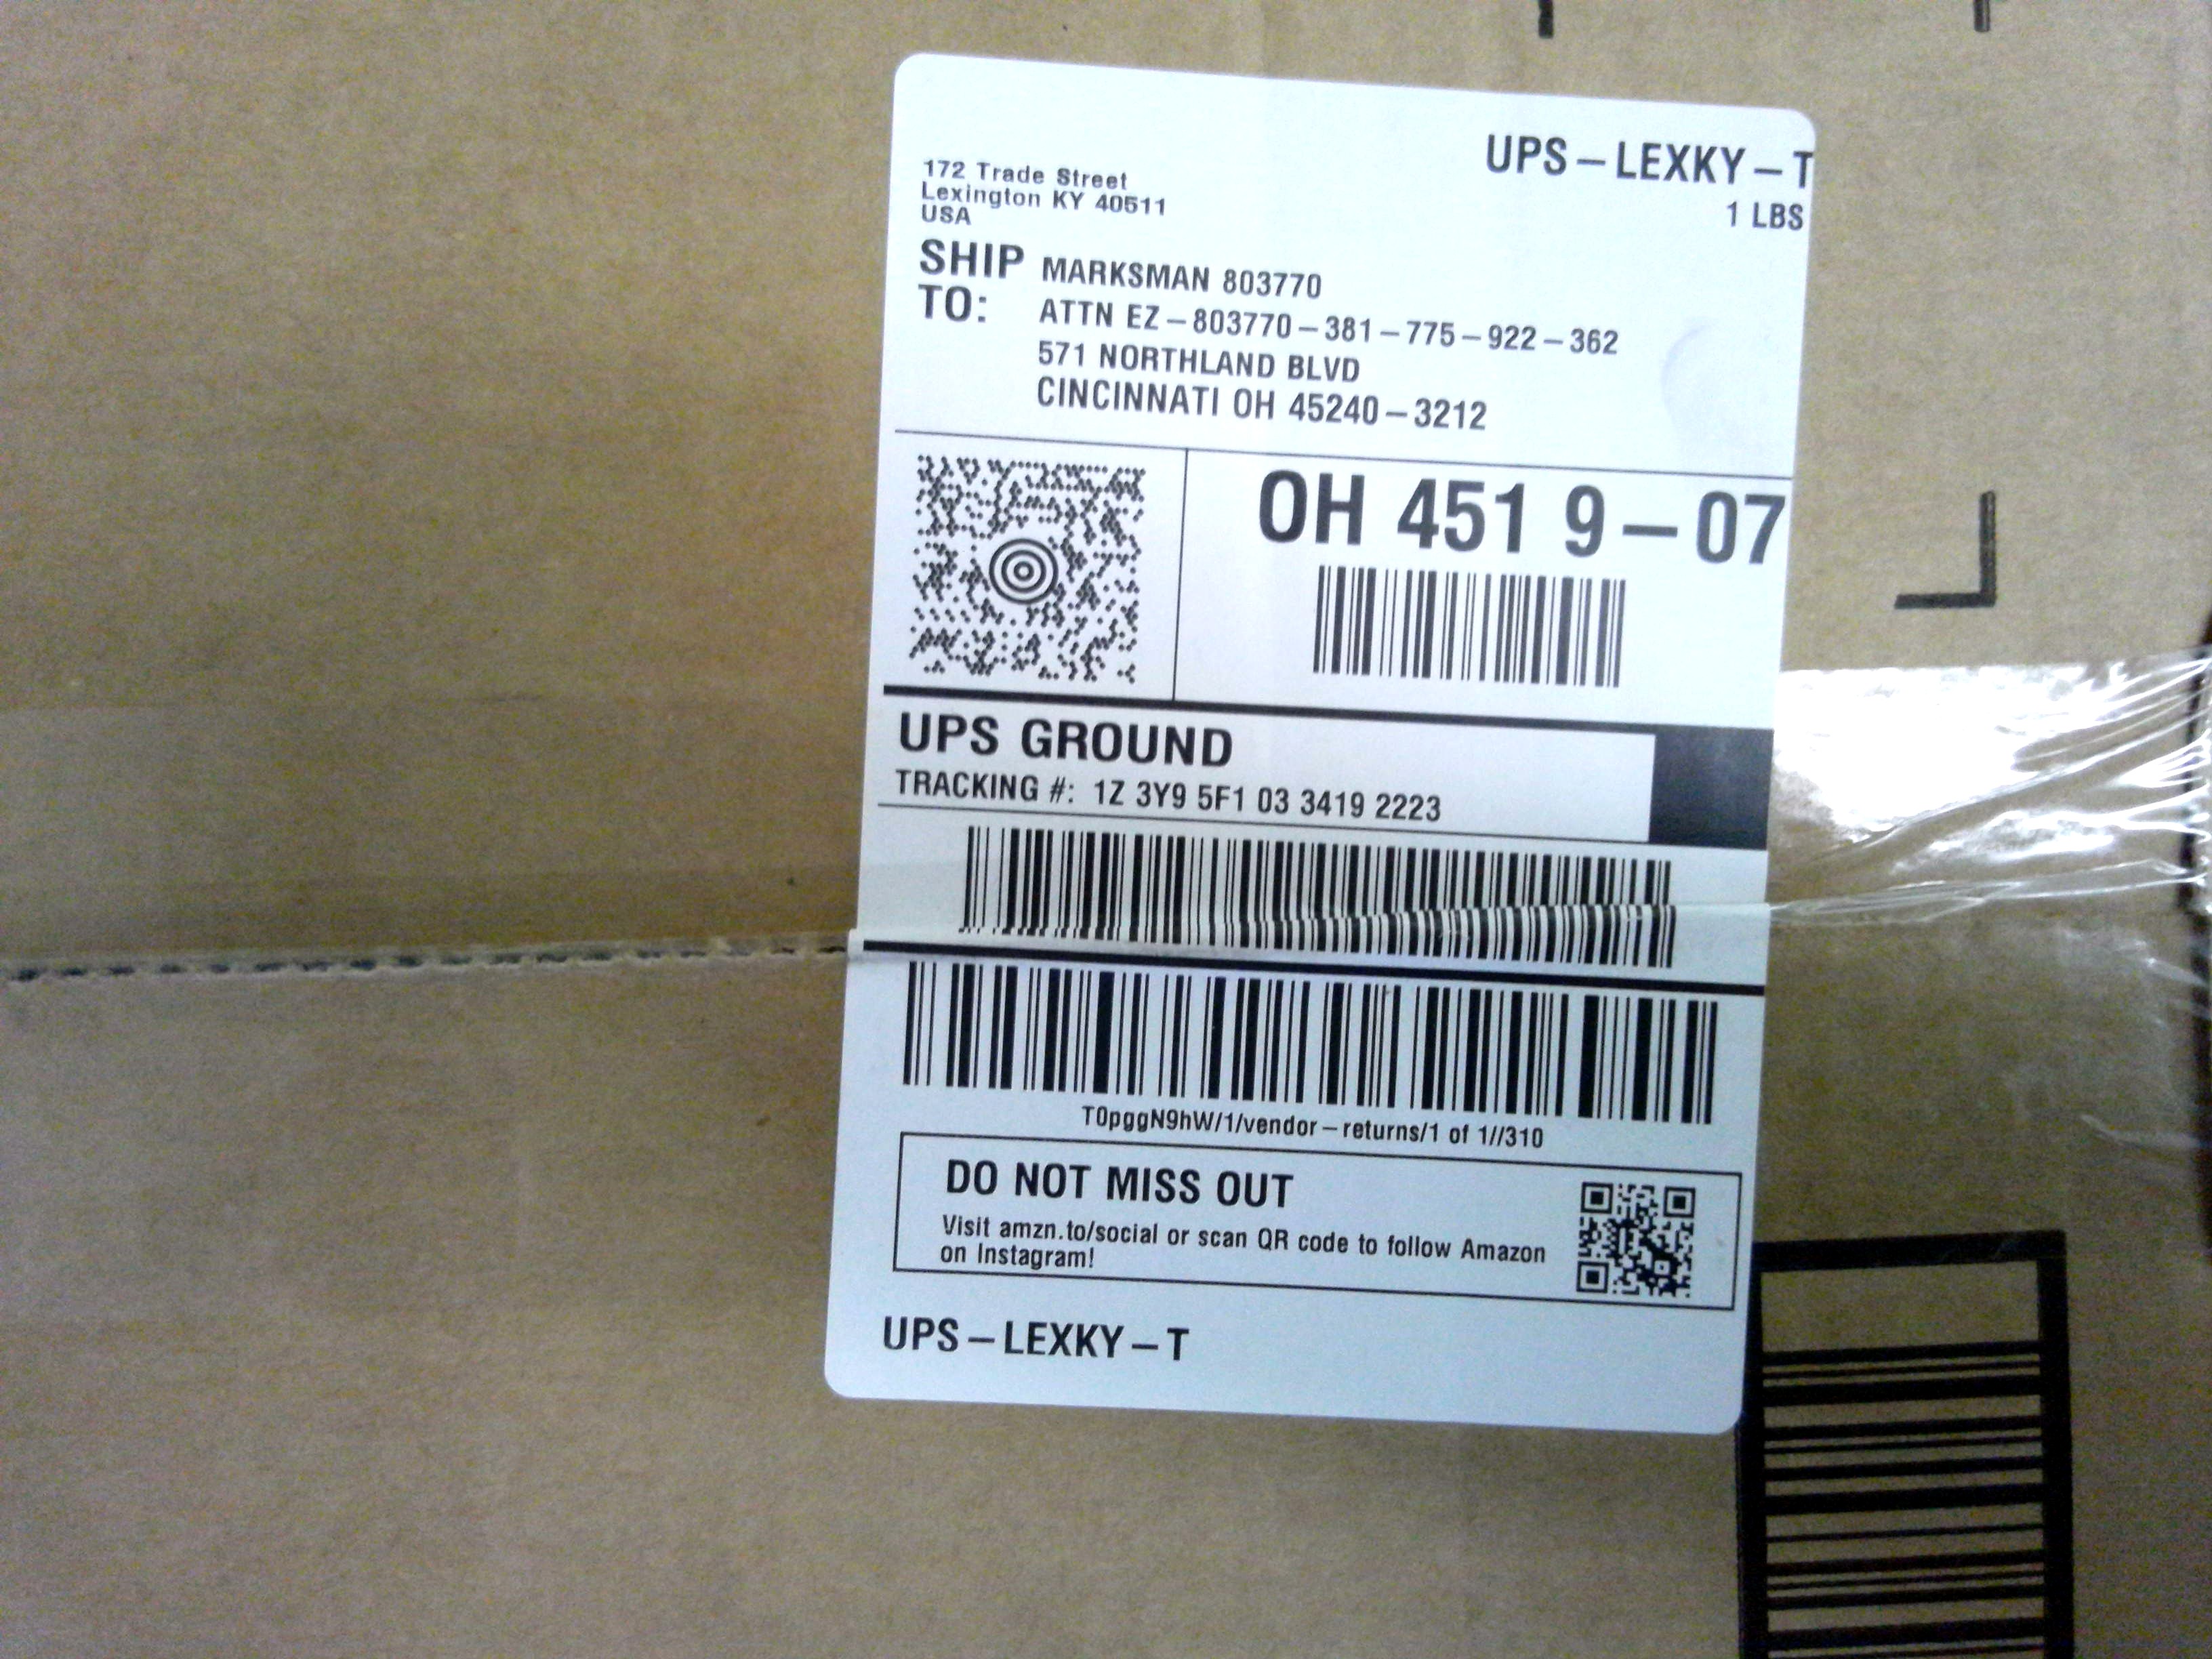 UPS – LEXKY – T
1 LBS
172 Trade Street
Lexington KY 40511
USA
SHIP TO:
MARKSMAN 803770
ATTN EZ – 803770 – 381 – 775 – 922 – 362
571 NORTHLAND BLVD
CINCINNATI OH 45240 – 3212
OH 451 9 – 07
UPS GROUND
TRACKING #: 1Z 3Y9 5F1 03 3419 2223
T0pggN9hW/1/vendor – returns/1 of 1//310
DO NOT MISS OUT
Visit amzn.to/social or scan QR code to follow Amazon
on Instagram!
UPS – LEXKY – T